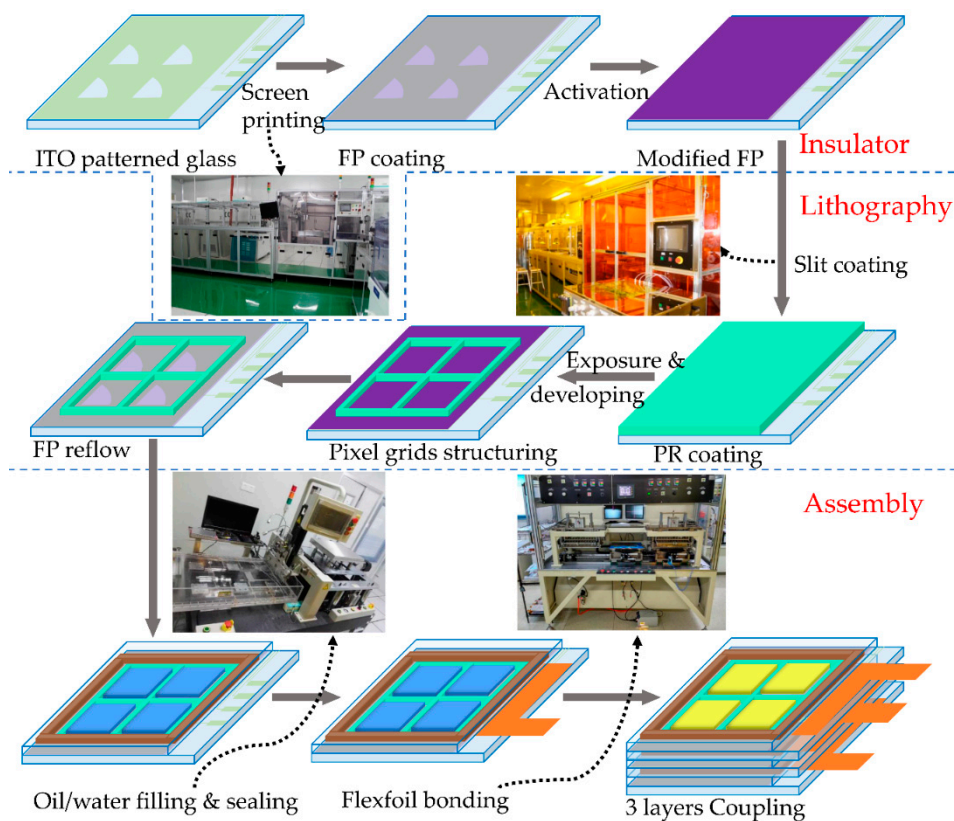 Screen
printing
Activation
ITO patterned glass
FP coating
Modified FP
Insulator
Lithography
Slit coating
Exposure &
developing
FP reflow
Pixel grids structuring
PR coating
Assembly
Oil/water filling & sealing
Flexfoil bonding
3 layers Coupling